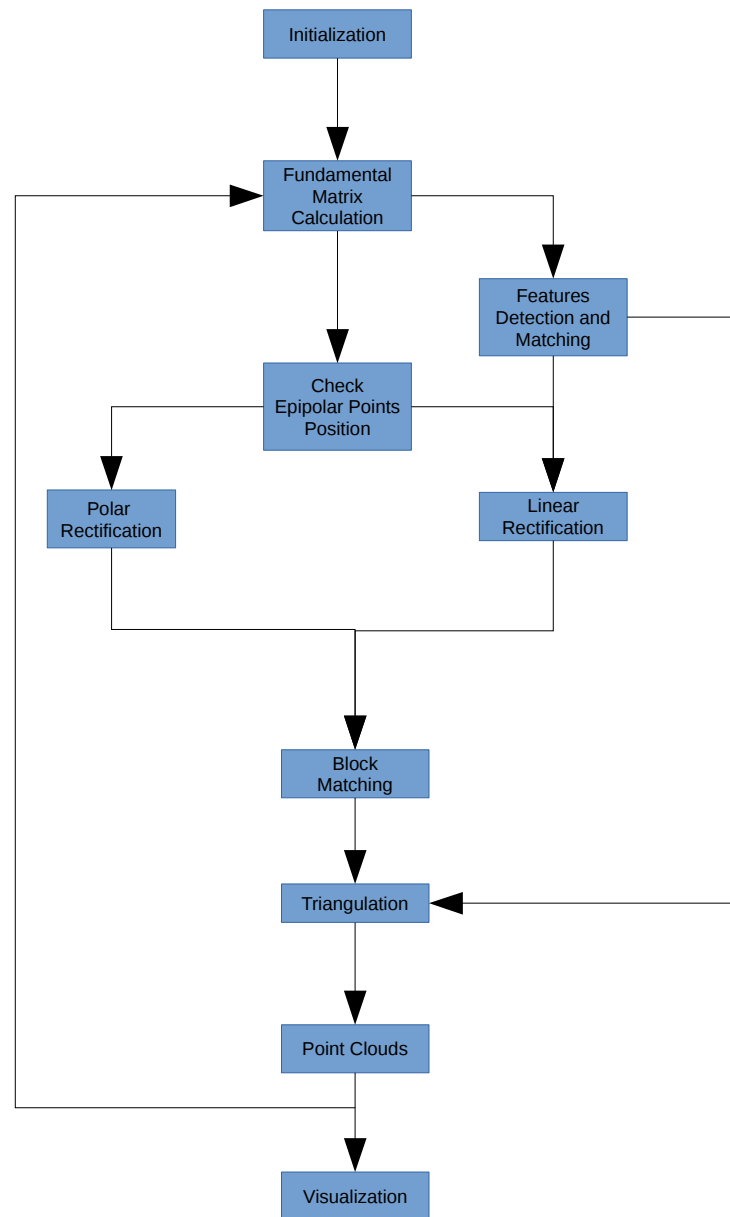 Initialization
Fundamental
Matrix
Calculation
Features
Detection and
Matching
Check
Epipolar Points
Position
Polar
Rectification
Linear
Rectification
Block
Matching
Triangulation
Point Clouds
Visualization